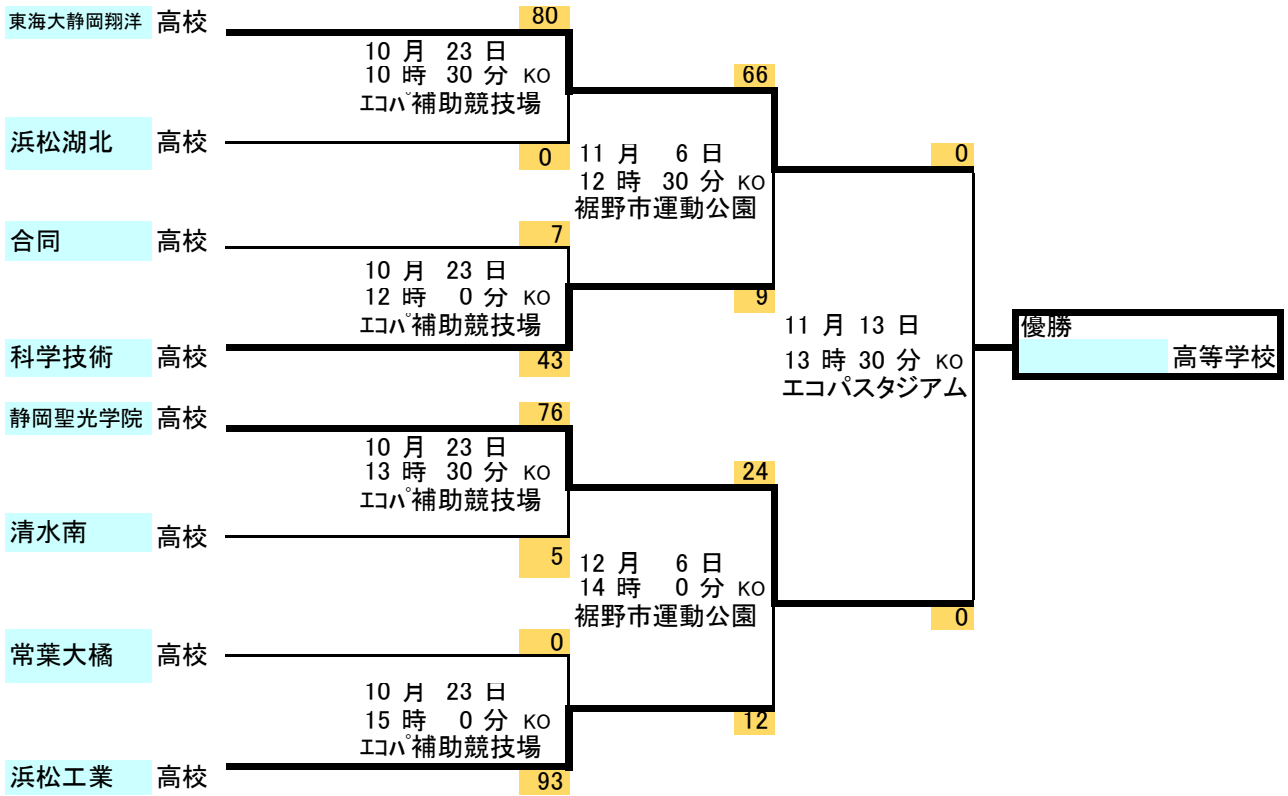 東海大静岡翔洋 高校
80
10 月 23 日
10 時 30 分 KO
エコパ補助競技場
浜松湖北 高校
0
66
11 月 6 日
12 時 30 分 KO
裾野市運動公園
合同 高校
7
10 月 23 日
12 時 0 分 KO
エコパ補助競技場
科学技術 高校
43
9
0
11 月 13 日
13 時 30 分 KO
エコパスタジアム
優勝
高等学校
静岡聖光学院 高校
76
10 月 23 日
13 時 30 分 KO
エコパ補助競技場
清水南 高校
5
24
12 月 6 日
14 時 0 分 KO
裾野市運動公園
0
常葉大橘 高校
0
10 月 23 日
15 時 0 分 KO
エコパ補助競技場
12
浜松工業 高校
93